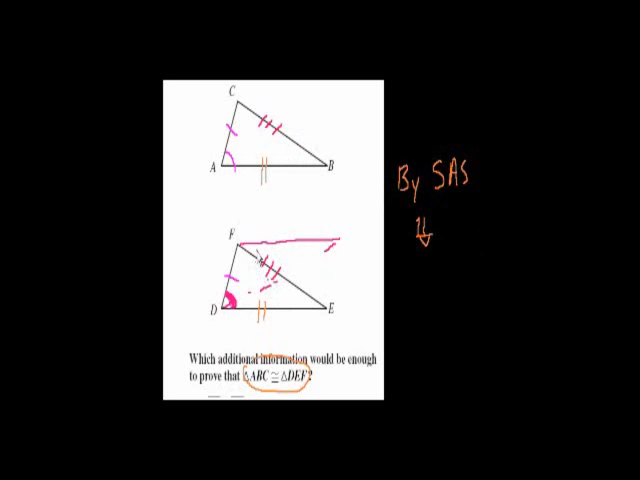 C
A
B
By SAS
F
D
E
Which additional information would be enough
to prove that △ABC ≅ △DEF?